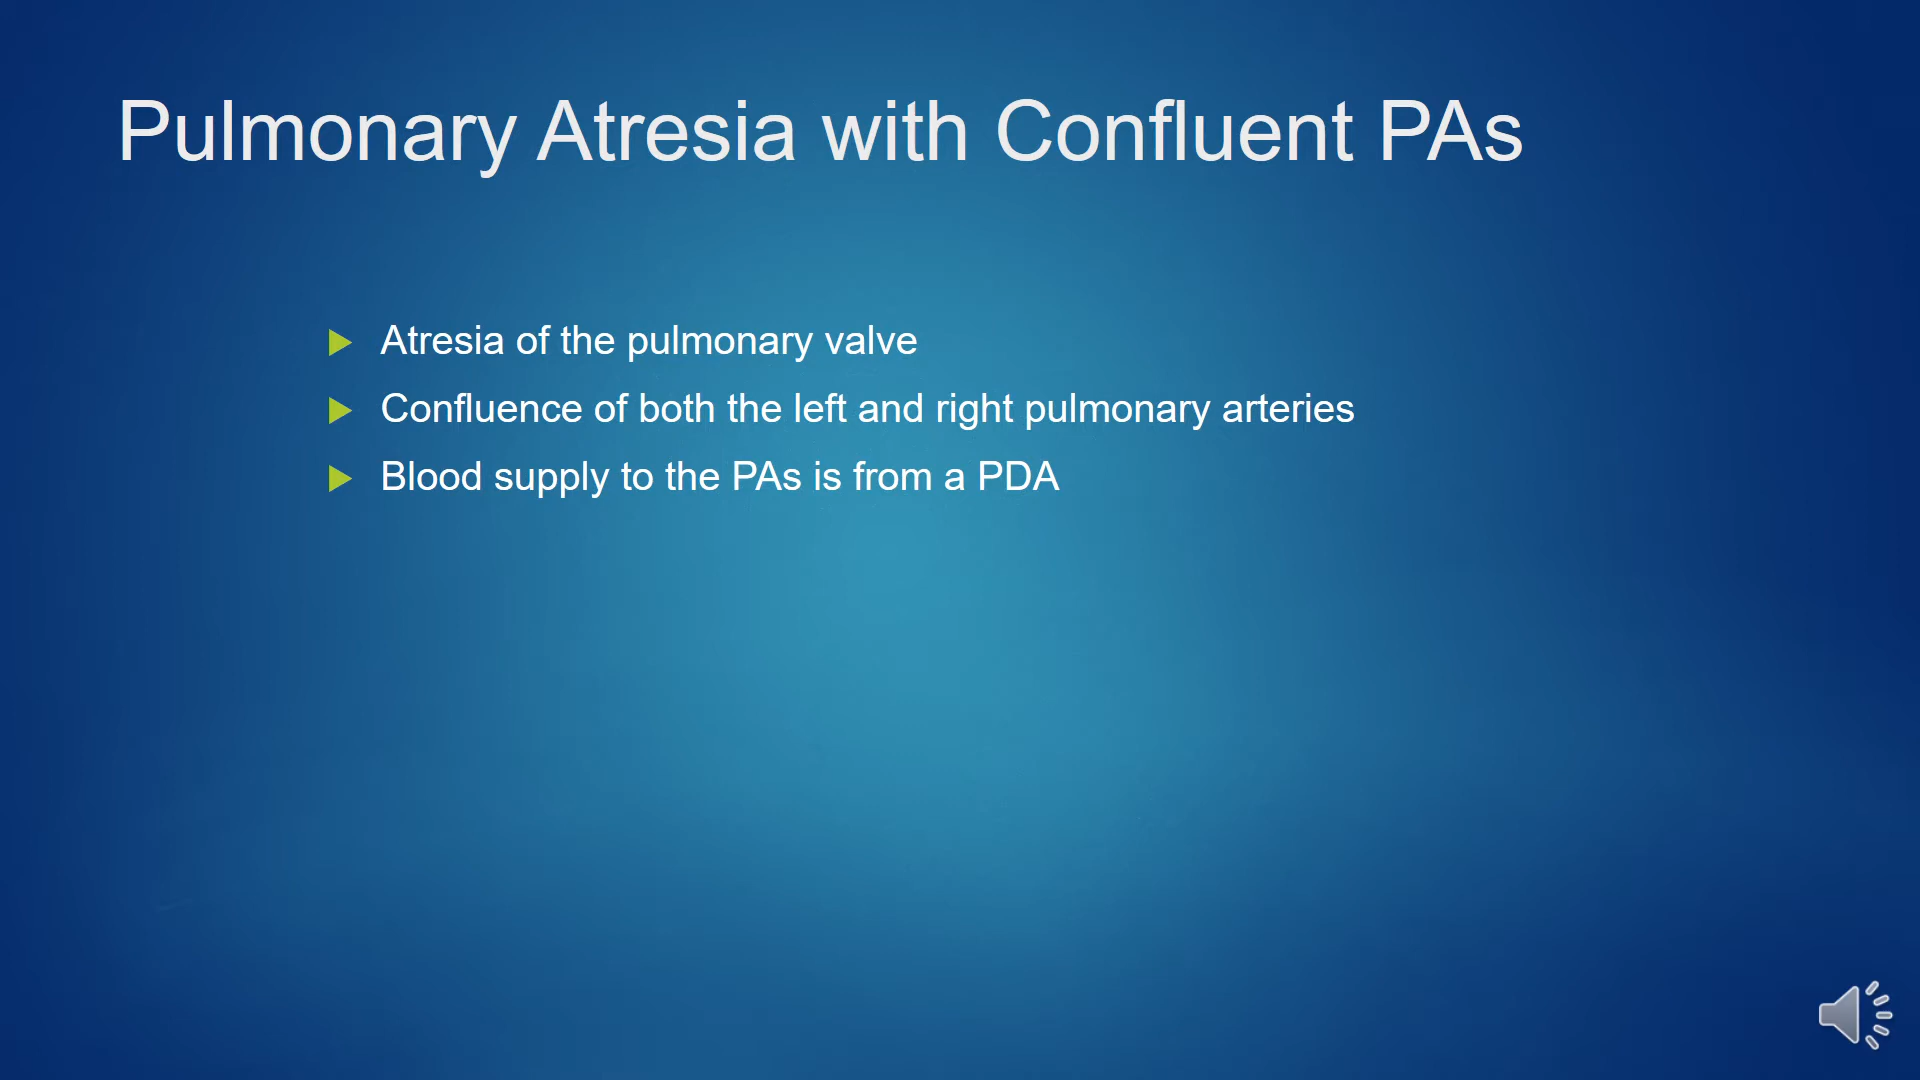 Pulmonary Atresia with Confluent PAs
Atresia of the pulmonary valve
Confluence of both the left and right pulmonary arteries
Blood supply to the PAs is from a PDA